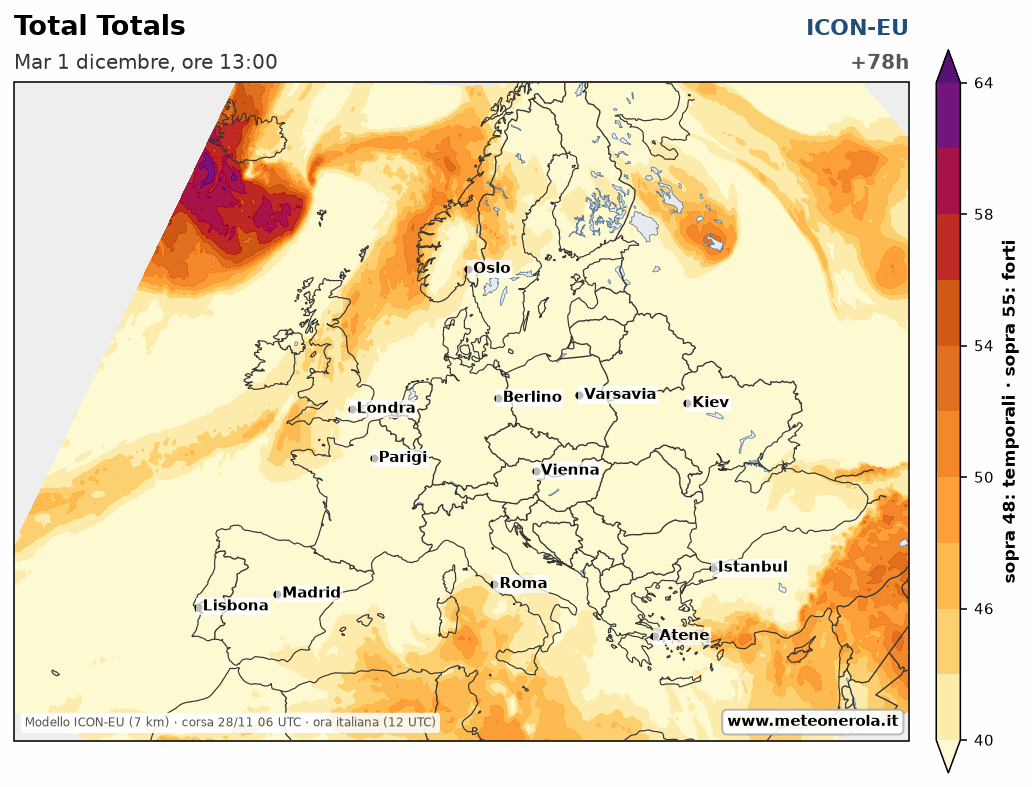 Total Totals
ICON-EU
Mar 1 dicembre, ore 13:00
+78h
64
58
54
50
46
40
sopra 48: temporali · sopra 55: forti
Oslo
Londra
Berlino
Varsavia
Kiev
Parigi
Vienna
Istanbul
Roma
Madrid
Lisbona
Atene
Modello ICON-EU (7 km) · corsa 28/11 06 UTC · ora italiana (12 UTC)
www.meteonerola.it